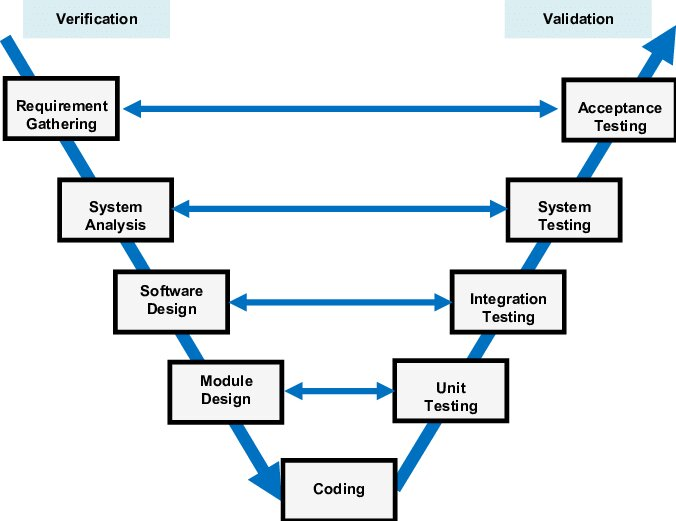 Verification
Validation
Requirement
Gathering
Acceptance
Testing
System
Analysis
System
Testing
Software
Design
Integration
Testing
Module
Design
Unit
Testing
Coding